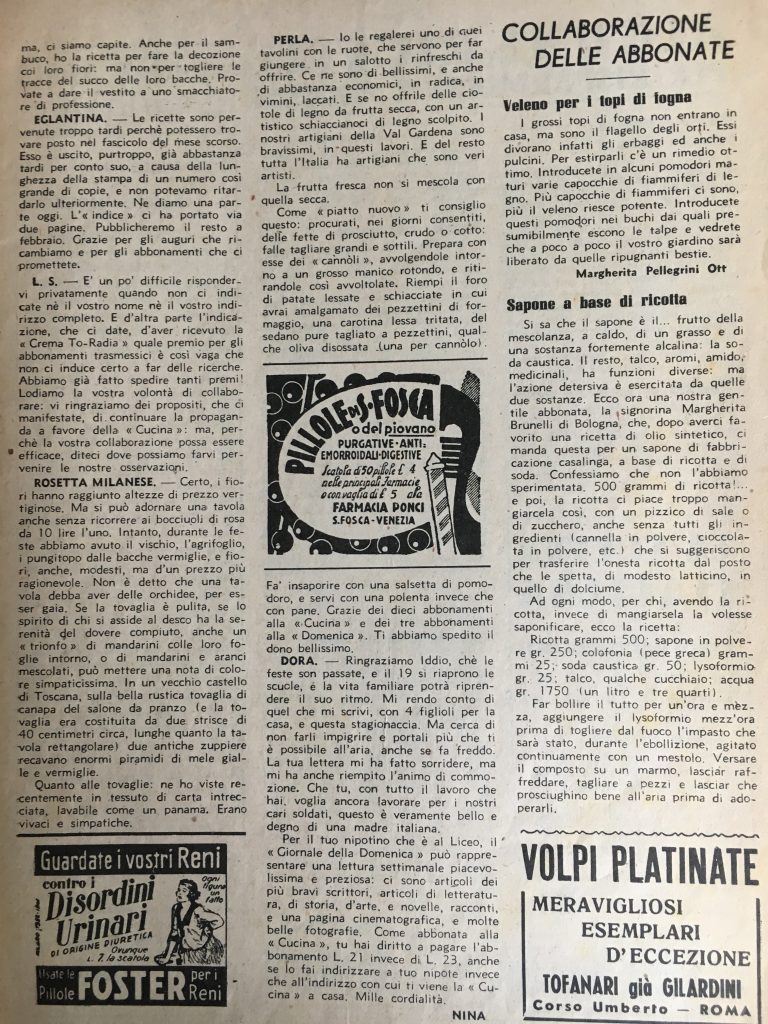 ma, ci siamo capite. Anche per il sam-
buco, ho la ricetta per fare la decozione
coi loro fiori: ma non per togliere le
tracce del succo delle loro bacche. Pro-
vate a dare il vestito a uno smacchiato-
re di professione.
EGLANTINA. — Le ricette sono per-
venute troppo tardi perchè potessero tro-
vare posto nel fascicolo del mese scorso.
Esso è uscito, purtroppo, già abbastanza
tardi per conto suo, a causa della lun-
ghezza della stampa di un numero così
grande di copie, e non potevamo ritar-
darlo ulteriormente. Ne diamo una par-
te oggi. L'« indice » ci ha portato via
due pagine. Pubblicheremo il resto a
febbraio. Grazie per gli auguri che ri-
cambiamo e per gli abbonamenti che ci
promettete.
L. S. — E' un po' difficile risponder-
vi privatamente quando non ci indi-
cate nè il vostro nome nè il vostro indi-
rizzo completo. E d'altra parte l'indica-
zione, che ci date, d'aver ricevuto la
« Crema To-Radia » quale premio per gli
abbonamenti trasmessici è così vaga che
non ci induce certo a far delle ricerche.
Abbiamo già fatto spedire tanti premi!
Lodiamo la vostra volontà di collabo-
rare: vi ringraziamo dei propositi, che ci
manifestate, di continuare la propagan-
da a favore della « Cucina »: ma, per-
chè la vostra collaborazione possa essere
efficace, diteci dove possiamo farvi per-
venire le nostre osservazioni.
ROSETTA MILANESE. — Certo, i fio-
ri hanno raggiunto altezze di prezzo ver-
tiginose. Ma si può adornare una tavola
anche senza ricorrere ai bocciuoli di rosa
da 10 lire l'uno. Intanto, durante le fe-
ste abbiamo avuto il vischio, l'agrifoglio,
i pungitopo dalle bacche vermiglie, e fio-
ri, anche, modesti, ma d'un prezzo più
ragionevole. Non è detto che una ta-
vola debba aver delle orchidee, per es-
ser gaia. Se la tovaglia è pulita, se lo
spirito di chi si asside al desco ha la se-
renità del dovere compiuto, anche un
« trionfo » di mandarini colle loro fo-
glie intorno, o di mandarini e aranci
mescolati, può mettere una nota di colo-
re simpaticissima. In un vecchio castello
di Toscana, sulla bella rustica tovaglia di
canapa del salone da pranzo (e la to-
vaglia era costituita da due strisce di
40 centimetri circa, lunghe quanto la ta-
vola rettangolare) due antiche zuppiere
recavano enormi piramidi di mele gial-
le e vermiglie.
Quanto alle tovaglie: ne ho viste re-
centemente in tessuto di carta intrec-
ciata, lavabile come un panama. Erano
vivaci e simpatiche.
Guardate i vostri Reni
contro i
Disordini
Urinari
DI ORIGINE DIURETICA
Ovunque
L. 7. la scatola
Ogni
figura
un
fatto
Usate le
Pillole FOSTER per i
Reni
PERLA. — Io le regalerei uno di quei
tavolini con le ruote, che servono per far
giungere in un salotto i rinfreschi da
offrire. Ce ne sono di bellissimi, e anche
di abbastanza economici, in radica, in
vimini, laccati. E se no offrile delle cio-
tole di legno da frutta secca, con un ar-
tistico schiaccianoci di legno scolpito. I
nostri artigiani della Val Gardena sono
bravissimi, in questi lavori. E del resto
tutta l'Italia ha artigiani che sono veri
artisti.
La frutta fresca non si mescola con
quella secca.
Come « piatto nuovo » ti consiglio
questo: procurati, nei giorni consentiti,
delle fette di prosciutto, crudo o cotto:
falle tagliare grandi e sottili. Prepara con
esse dei « cannòli », avvolgendole intor-
no a un grosso manico rotondo, e riti-
randole così avvoltolate. Riempi il foro
di patate lessate e schiacciate in cui
avrai amalgamato dei pezzettini di for-
maggio, una carotina lessa tritata, del
sedano pure tagliato a pezzettini, qual-
che oliva disossata (una per cannòlo).
PILLOLE DI S. FOSCA
o del piovano
PURGATIVE-ANTI=
EMORROIDALI-DIGESTIVE
Scatola di 50 pillole £ 4
nelle principali Farmacie
o con vaglia di £ 5 alla
FARMACIA PONCI
S. FOSCA-VENEZIA
Fa' insaporire con una salsetta di pomo-
doro, e servi con una polenta invece che
con pane. Grazie dei dieci abbonamenti
alla « Cucina » e dei tre abbonamenti
alla « Domenica ». Ti abbiamo spedito il
dono bellissimo.
DORA. — Ringraziamo Iddio, chè le
feste son passate, e il 19 si riaprono le
scuole, e la vita familiare potrà ripren-
dere il suo ritmo. Mi rendo conto di
quel che mi scrivi, con 4 figlioli per la
casa, e questa stagionaccia. Ma cerca di
non farli impigrire e portali più che ti
è possibile all'aria, anche se fa freddo.
La tua lettera mi ha fatto sorridere, ma
mi ha anche riempito l'animo di commo-
zione. Che tu, con tutto il lavoro che
hai, voglia ancora lavorare per i nostri
cari soldati, questo è veramente bello e
degno di una madre italiana.
Per il tuo nipotino che è al Liceo, il
« Giornale della Domenica » può rappre-
sentare una lettura settimanale piacevo-
lissima e preziosa: ci sono articoli dei
più bravi scrittori, articoli di letteratu-
ra, di storia, d'arte, e novelle, racconti,
e una pagina cinematografica, e molte
belle fotografie. Come abbonata alla
« Cucina », tu hai diritto a pagare l'ab-
bonamento L. 21 invece di L. 23, anche
se lo fai indirizzare a tuo nipote invece
che all'indirizzo con cui ti viene la « Cu-
cina » a casa. Mille cordialità.
NINA
COLLABORAZIONE
DELLE ABBONATE
Veleno per i topi di fogna
I grossi topi di fogna non entrano in
casa, ma sono il flagello degli orti. Essi
divorano infatti gli erbaggi ed anche i
pulcini. Per estirparli c'è un rimedio ot-
timo. Introducete in alcuni pomodori ma-
turi varie capocchie di fiammiferi di le-
gno. Più capocchie di fiammiferi ci sono,
più il veleno riesce potente. Introducete
questi pomodori nei buchi dai quali pre-
sumibilmente escono le talpe e vedrete
che a poco a poco il vostro giardino sarà
liberato da quelle ripugnanti bestie.
Margherita Pellegrini Ott
Sapone a base di ricotta
Si sa che il sapone è il... frutto della
mescolanza, a caldo, di un grasso e di
una sostanza fortemente alcalina: la so-
da caustica. Il resto, talco, aromi, amido,
medicinali, ha funzioni diverse: ma
l'azione detersiva è esercitata da quelle
due sostanze. Ecco ora una nostra gen-
tile abbonata, la signorina Margherita
Brunelli di Bologna, che, dopo averci fa-
vorito una ricetta di olio sintetico, ci
manda questa per un sapone di fabbri-
cazione casalinga, a base di ricotta e di
soda. Confessiamo che non l'abbiamo
sperimentata. 500 grammi di ricotta!...
e poi, la ricotta ci piace troppo man-
giarcela così, con un pizzico di sale o
di zucchero, anche senza tutti gli in-
gredienti (cannella in polvere, cioccola-
ta in polvere, etc.) che si suggeriscono
per trasferire l'onesta ricotta dal posto
che le spetta, di modesto latticino, in
quello di dolciume.
Ad ogni modo, per chi, avendo la ri-
cotta, invece di mangiarsela la volesse
saponificare, ecco la ricetta:
Ricotta grammi 500; sapone in polve-
re gr. 250; colofonia (pece greca) gram-
mi 25; soda caustica gr. 50; lysoformio
gr. 25; talco, qualche cucchiaio; acqua
gr. 1750 (un litro e tre quarti).
Far bollire il tutto per un'ora e mèz-
za, aggiungere il lysoformio mezz'ora
prima di togliere dal fuoco l'impasto che
sarà stato, durante l'ebollizione, agitato
continuamente con un mestolo. Versare
il composto su un marmo, lasciar raf-
freddare, tagliare a pezzi e lasciar che
prosciughino bene all'aria prima di ado-
perarli.
VOLPI PLATINATE
MERAVIGLIOSI
ESEMPLARI
D'ECCEZIONE
TOFANARI già GILARDINI
Corso Umberto — ROMA